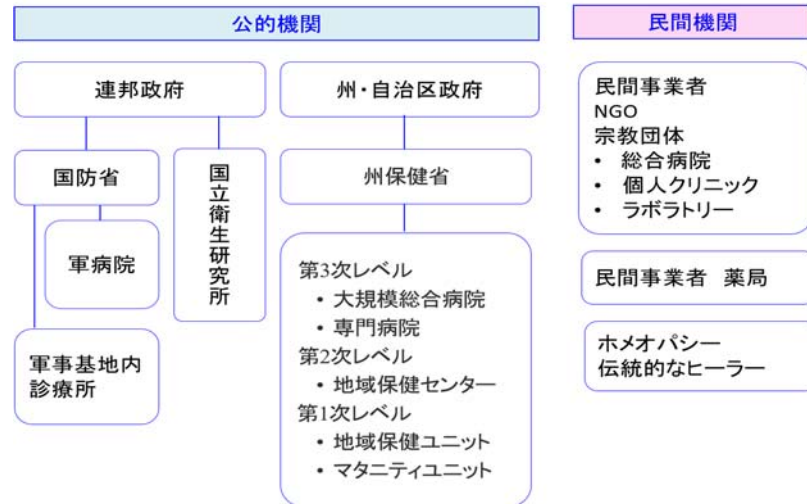 公的機関
連邦政府
国防省
軍病院
軍事基地内
診療所
国立衛生研究所
州・自治区政府
州保健省
第3次レベル
• 大規模総合病院
• 専門病院
第2次レベル
• 地域保健センター
第1次レベル
• 地域保健ユニット
• マタニティユニット
民間機関
民間事業者
NGO
宗教団体
• 総合病院
• 個人クリニック
• ラボラトリー
民間事業者 薬局
ホメオパシー
伝統的なヒーラー